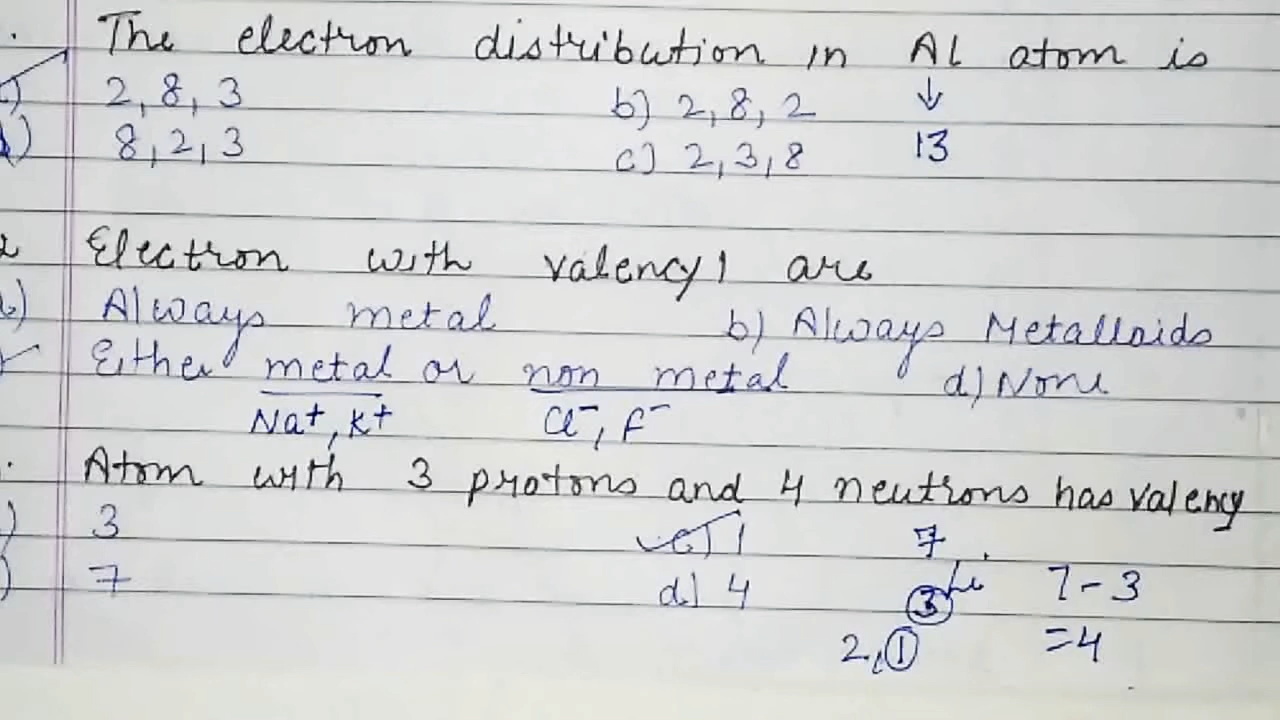 The electron distribution in Al atom is
2, 8, 3 b) 2, 8, 2 ↓
8, 2, 3 c) 2, 3, 8 13
Electron with valency 1 are
Always metal b) Always Metalloids
Either metal or non metal d) None
Na+, K+ Cl-, F-
Atom with 3 protons and 4 neutrons has valency
3 c) 1 7
7 d) 4 3 Li 7-3
2, 1 =4